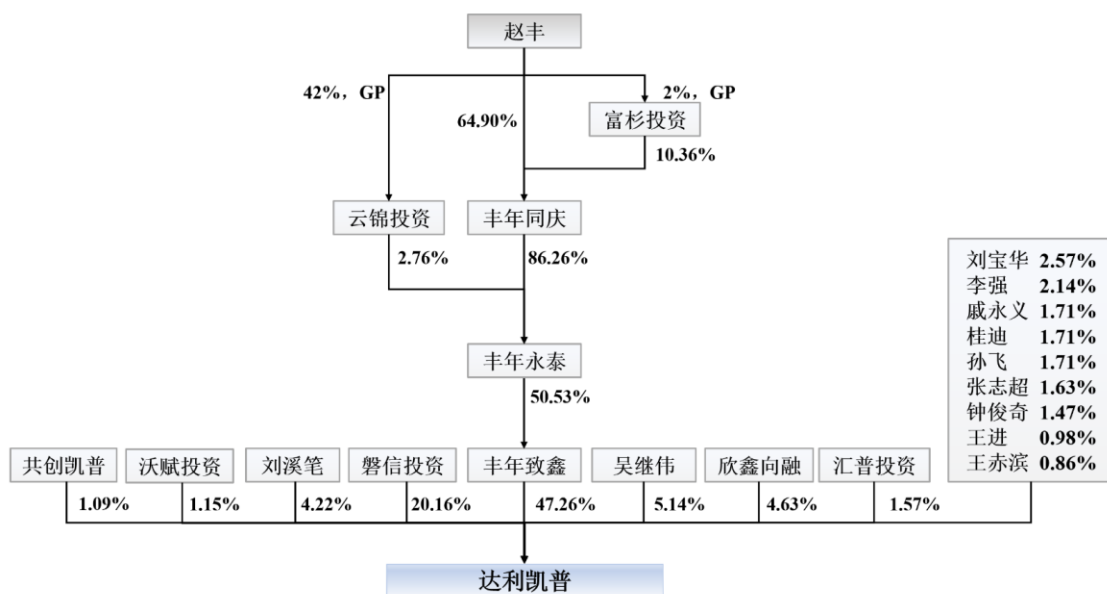 赵丰
42%，GP
2%，GP
64.90%
富杉投资
10.36%
云锦投资
丰年同庆
2.76%
86.26%
刘宝华 2.57%
李强 2.14%
戚永义 1.71%
桂迪 1.71%
孙飞 1.71%
张志超 1.63%
钟俊奇 1.47%
王进 0.98%
王赤滨 0.86%
丰年永泰
50.53%
共创凯普
沃赋投资
刘溪笔
磐信投资
丰年致鑫
吴继伟
欣鑫向融
汇普投资
1.09%
1.15%
4.22%
20.16%
47.26%
5.14%
4.63%
1.57%
达利凯普